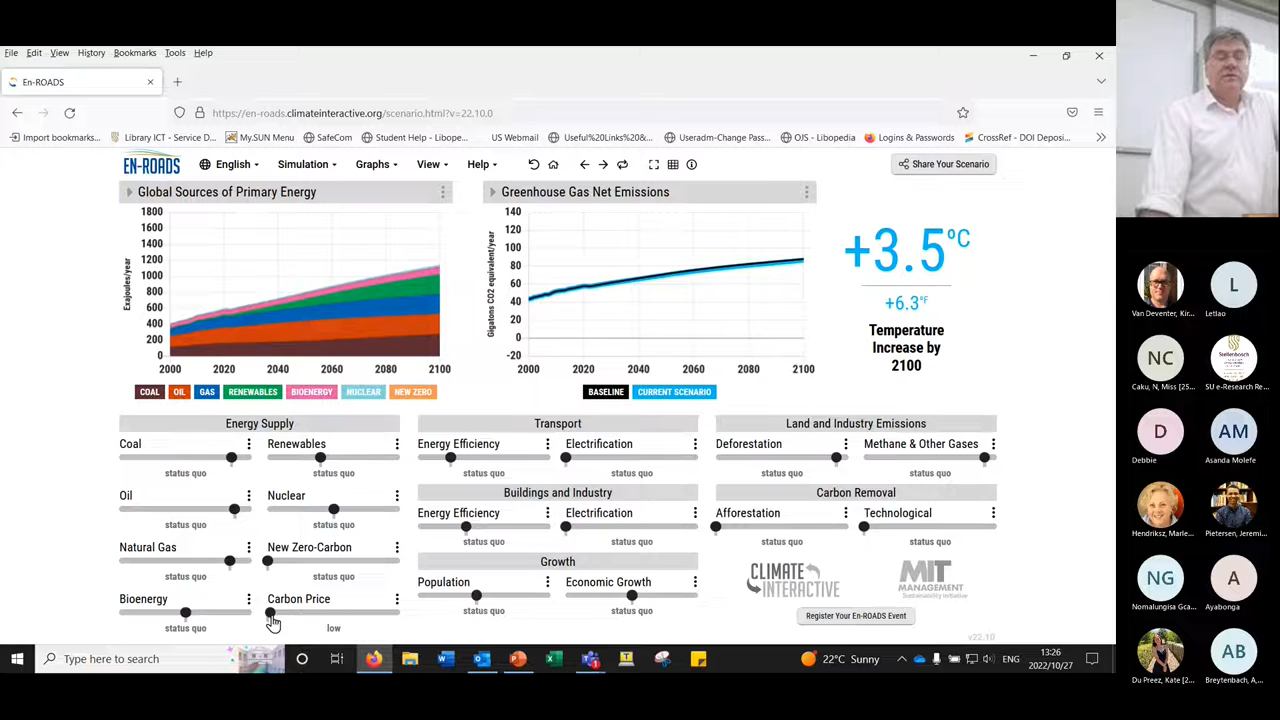 File Edit View History Bookmarks Tools Help
En-ROADS
https://en-roads.climateinteractive.org/scenario.html?v=22.10.0
Import bookmarks... Library ICT - Service D... My.SUN Menu SafeCom Student Help - Libope... US Webmail Useful%20Links%20&... Useradm-Change Pass... OJS - Libopedia Logins & Passwords CrossRef - DOI Deposi...
EN-ROADS English Simulation Graphs View Help Share Your Scenario
Global Sources of Primary Energy
1800
1600
1400
1200
1000
800
600
400
200
0
Exajoules/year
2000 2020 2040 2060 2080 2100
COAL OIL GAS RENEWABLES BIOENERGY NUCLEAR NEW ZERO
Greenhouse Gas Net Emissions
140
120
100
80
60
40
20
0
-20
Gigatons CO2 equivalent/year
2000 2020 2040 2060 2080 2100
BASELINE CURRENT SCENARIO
+3.5°C
+6.3°F
Temperature
Increase by
2100
Energy Supply
Coal
status quo
Renewables
status quo
Oil
status quo
Nuclear
status quo
Natural Gas
status quo
New Zero-Carbon
status quo
Bioenergy
status quo
Carbon Price
low
Transport
Energy Efficiency
status quo
Electrification
status quo
Buildings and Industry
Energy Efficiency
status quo
Electrification
status quo
Growth
Population
status quo
Economic Growth
status quo
Land and Industry Emissions
Deforestation
status quo
Methane & Other Gases
status quo
Carbon Removal
Afforestation
status quo
Technological
status quo
CLIMATE
INTERACTIVE
MIT
MANAGEMENT
Sustainability Initiative
Register Your En-ROADS Event
v22.10
Type here to search
22°C Sunny
ENG
13:26
2022/10/27
Van Deventer, Kir...
L
Letlao
NC
Caku, N, Miss [25...
Stellenbosch
SU e-Research Re...
D
Debbie
AM
Asanda Molefe
Hendriksz, Marle...
Pietersen, Jeremi...
NG
Nomalungisa Gca...
A
Ayabonga
Du Preez, Kate [2...
AB
Breytenbach, A,...